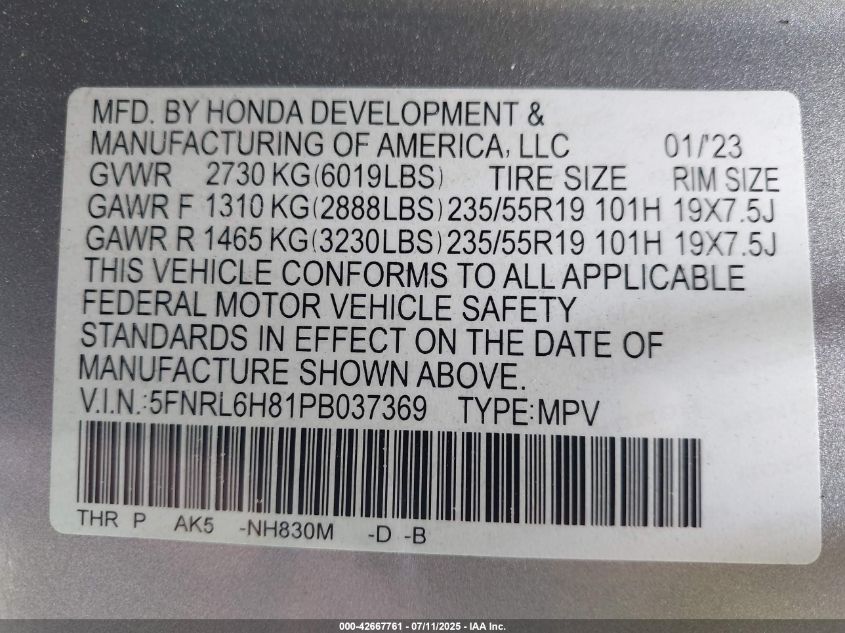 MFD. BY HONDA DEVELOPMENT &
MANUFACTURING OF AMERICA, LLC 01/'23
GVWR 2730 KG(6019LBS) TIRE SIZE RIM SIZE
GAWR F 1310 KG(2888LBS) 235/55R19 101H 19X7.5J
GAWR R 1465 KG(3230LBS) 235/55R19 101H 19X7.5J
THIS VEHICLE CONFORMS TO ALL APPLICABLE
FEDERAL MOTOR VEHICLE SAFETY
STANDARDS IN EFFECT ON THE DATE OF
MANUFACTURE SHOWN ABOVE.
V.I.N.:5FNRL6H81PB037369 TYPE:MPV
THR P AK5 -NH830M -D -B
000-42667761 - 07/11/2025 - IAA Inc.